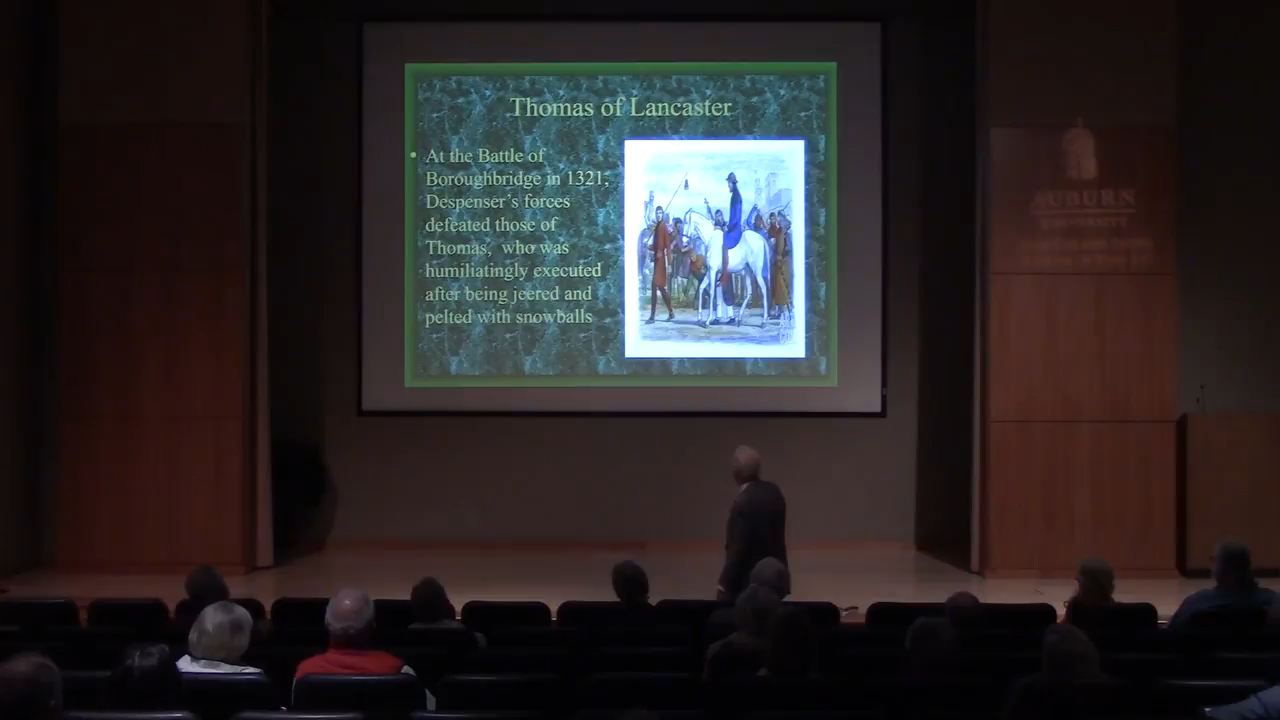 Thomas of Lancaster
• At the Battle of
Boroughbridge in 1321,
Despenser's forces
defeated those of
Thomas, who was
humiliatingly executed
after being jeered and
pelted with snowballs
AUBURN
UNIVERSITY